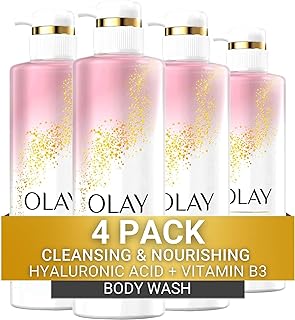 OLAY OLAY OLAY OLAY
4 PACK
CLEANSING & NOURISHING
HYALURONIC ACID + VITAMIN B3
BODY WASH